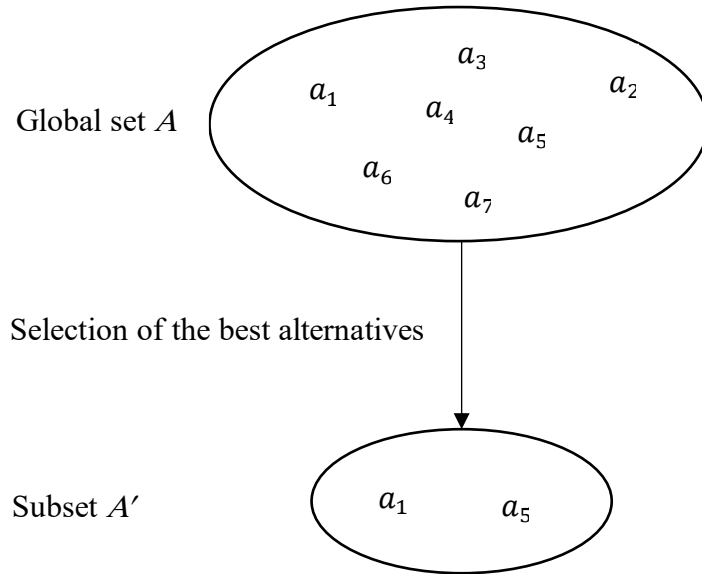 a₃
a₂
a₁
a₄
Global set A
a₅
a₆
a₇
Selection of the best alternatives
Subset A′
a₁
a₅